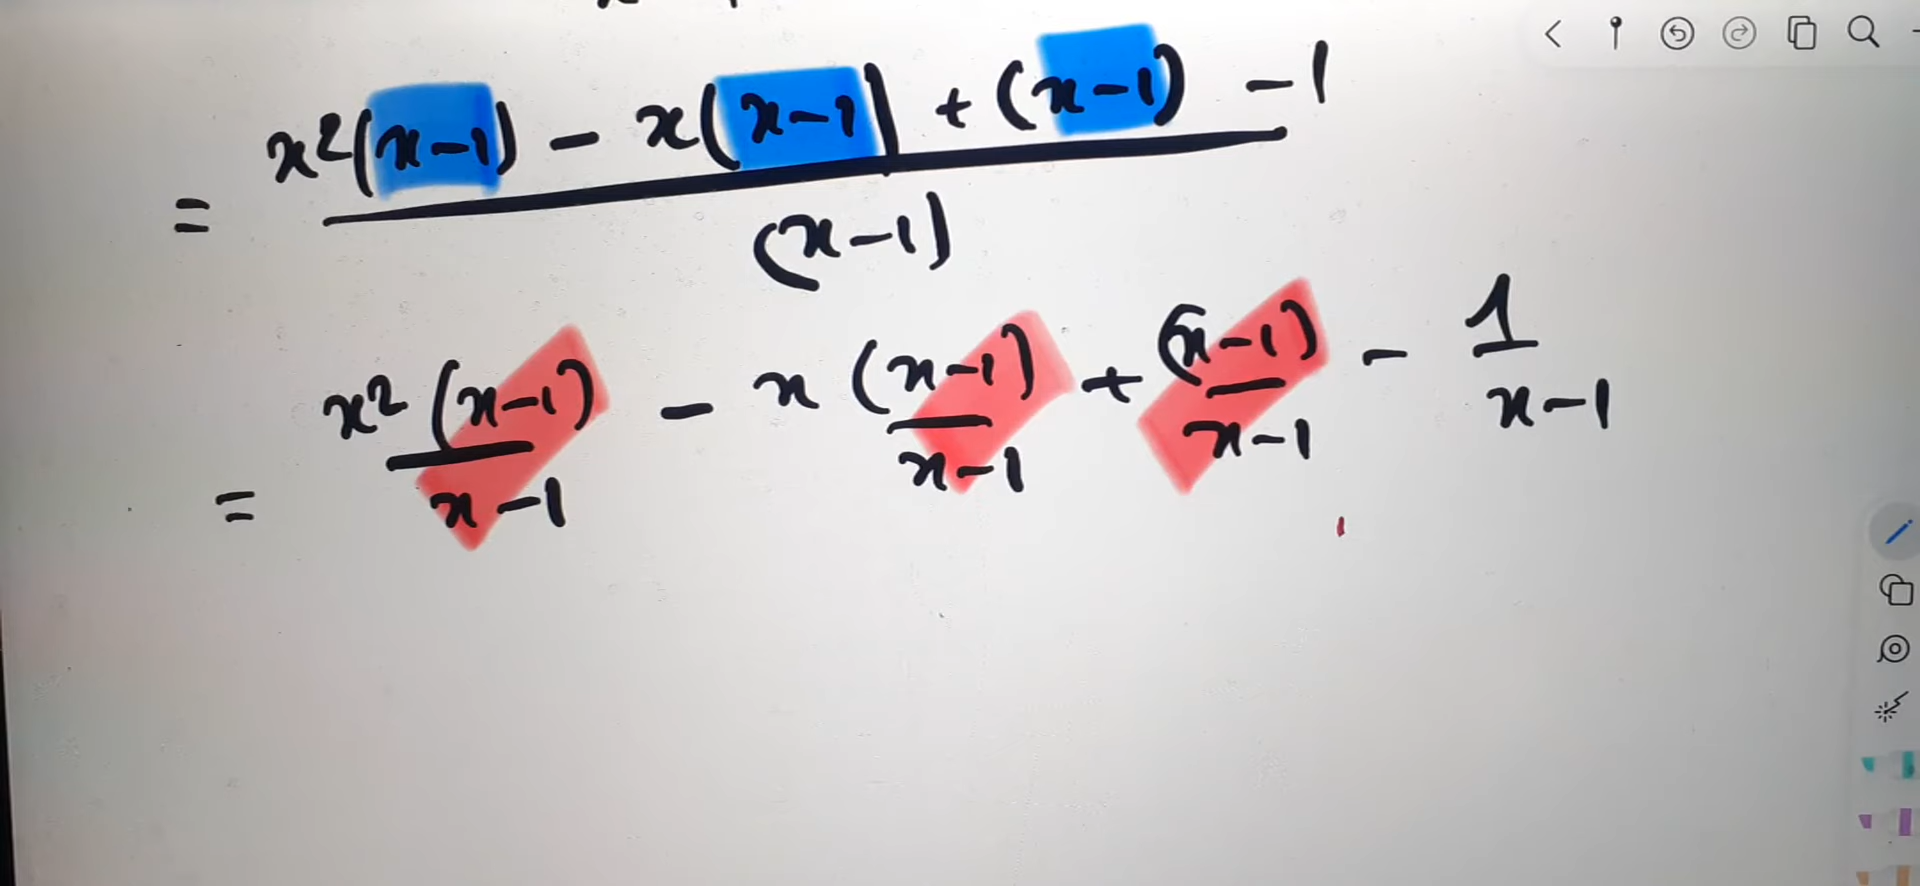 x²(x-1) - x(x-1) + (x-1) - 1
= ———
(x-1)
= x²(x-1)/x-1 - x(x-1)/x-1 + (x-1)/x-1 - 1/x-1